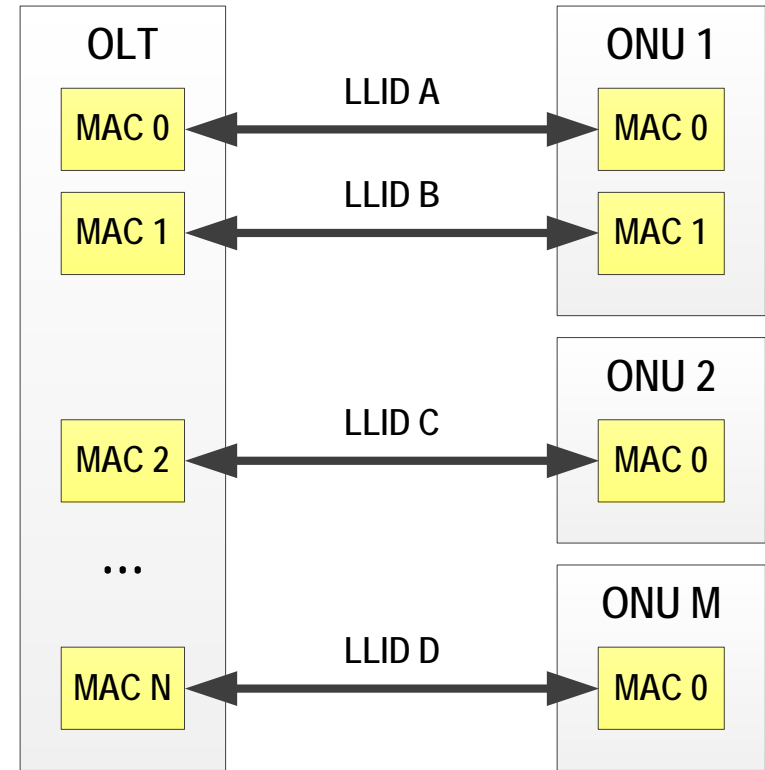 OLT
ONU 1
LLID A
MAC 0
MAC 0
LLID B
MAC 1
MAC 1
ONU 2
LLID C
MAC 2
MAC 0
...
ONU M
LLID D
MAC N
MAC 0